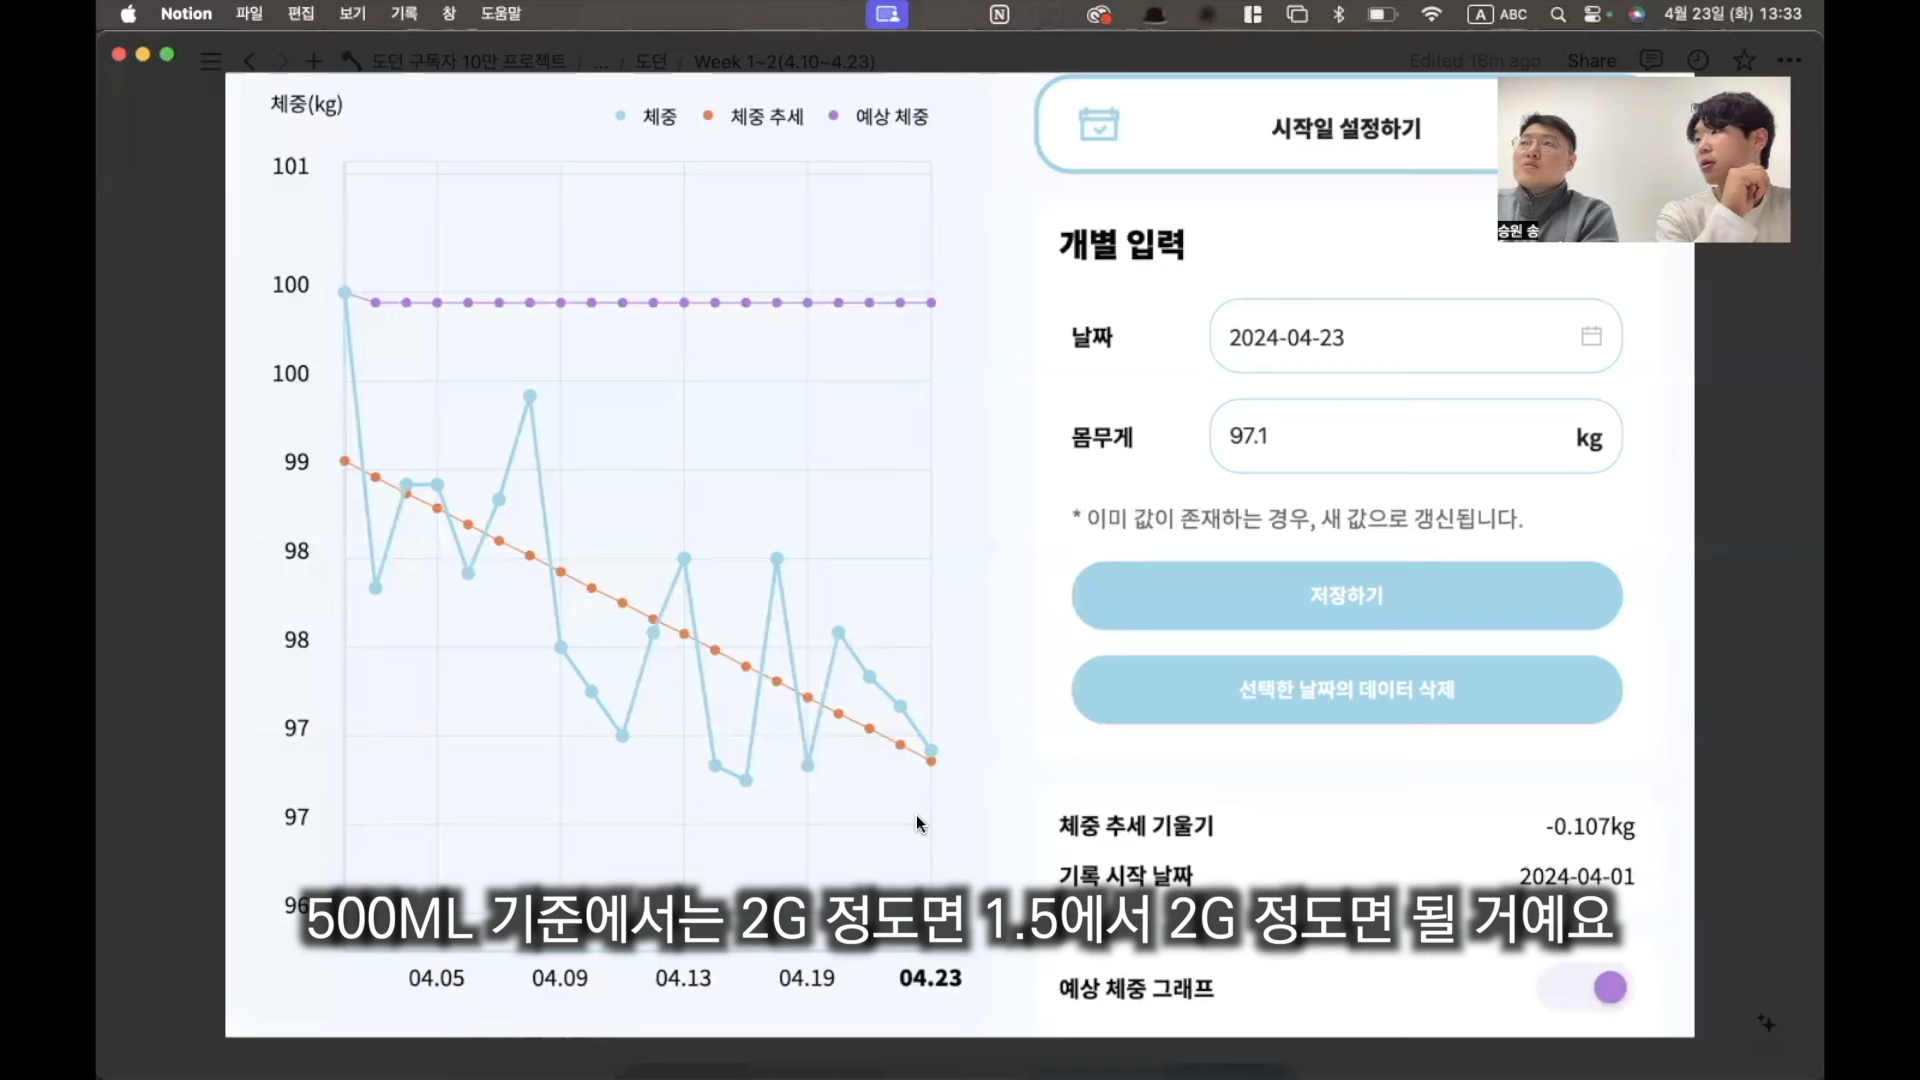 Notion 파일 편집 보기 기록 창 도움말
A ABC 4월 23일 (화) 13:33
도던 구독자 10만 프로젝트 / ... / 도던 / Week 1~2(4.10~4.23)
Edited 18m ago Share
체중(kg)
체중 체중 추세 예상 체중
101
100
100
99
98
98
97
97
96
04.05 04.09 04.13 04.19 04.23
시작일 설정하기
승원 송
개별 입력
날짜 2024-04-23
몸무게 97.1 kg
* 이미 값이 존재하는 경우, 새 값으로 갱신됩니다.
저장하기
선택한 날짜의 데이터 삭제
체중 추세 기울기 -0.107kg
기록 시작 날짜 2024-04-01
500ML 기준에서는 2G 정도면 1.5에서 2G 정도면 될 거예요
예상 체중 그래프